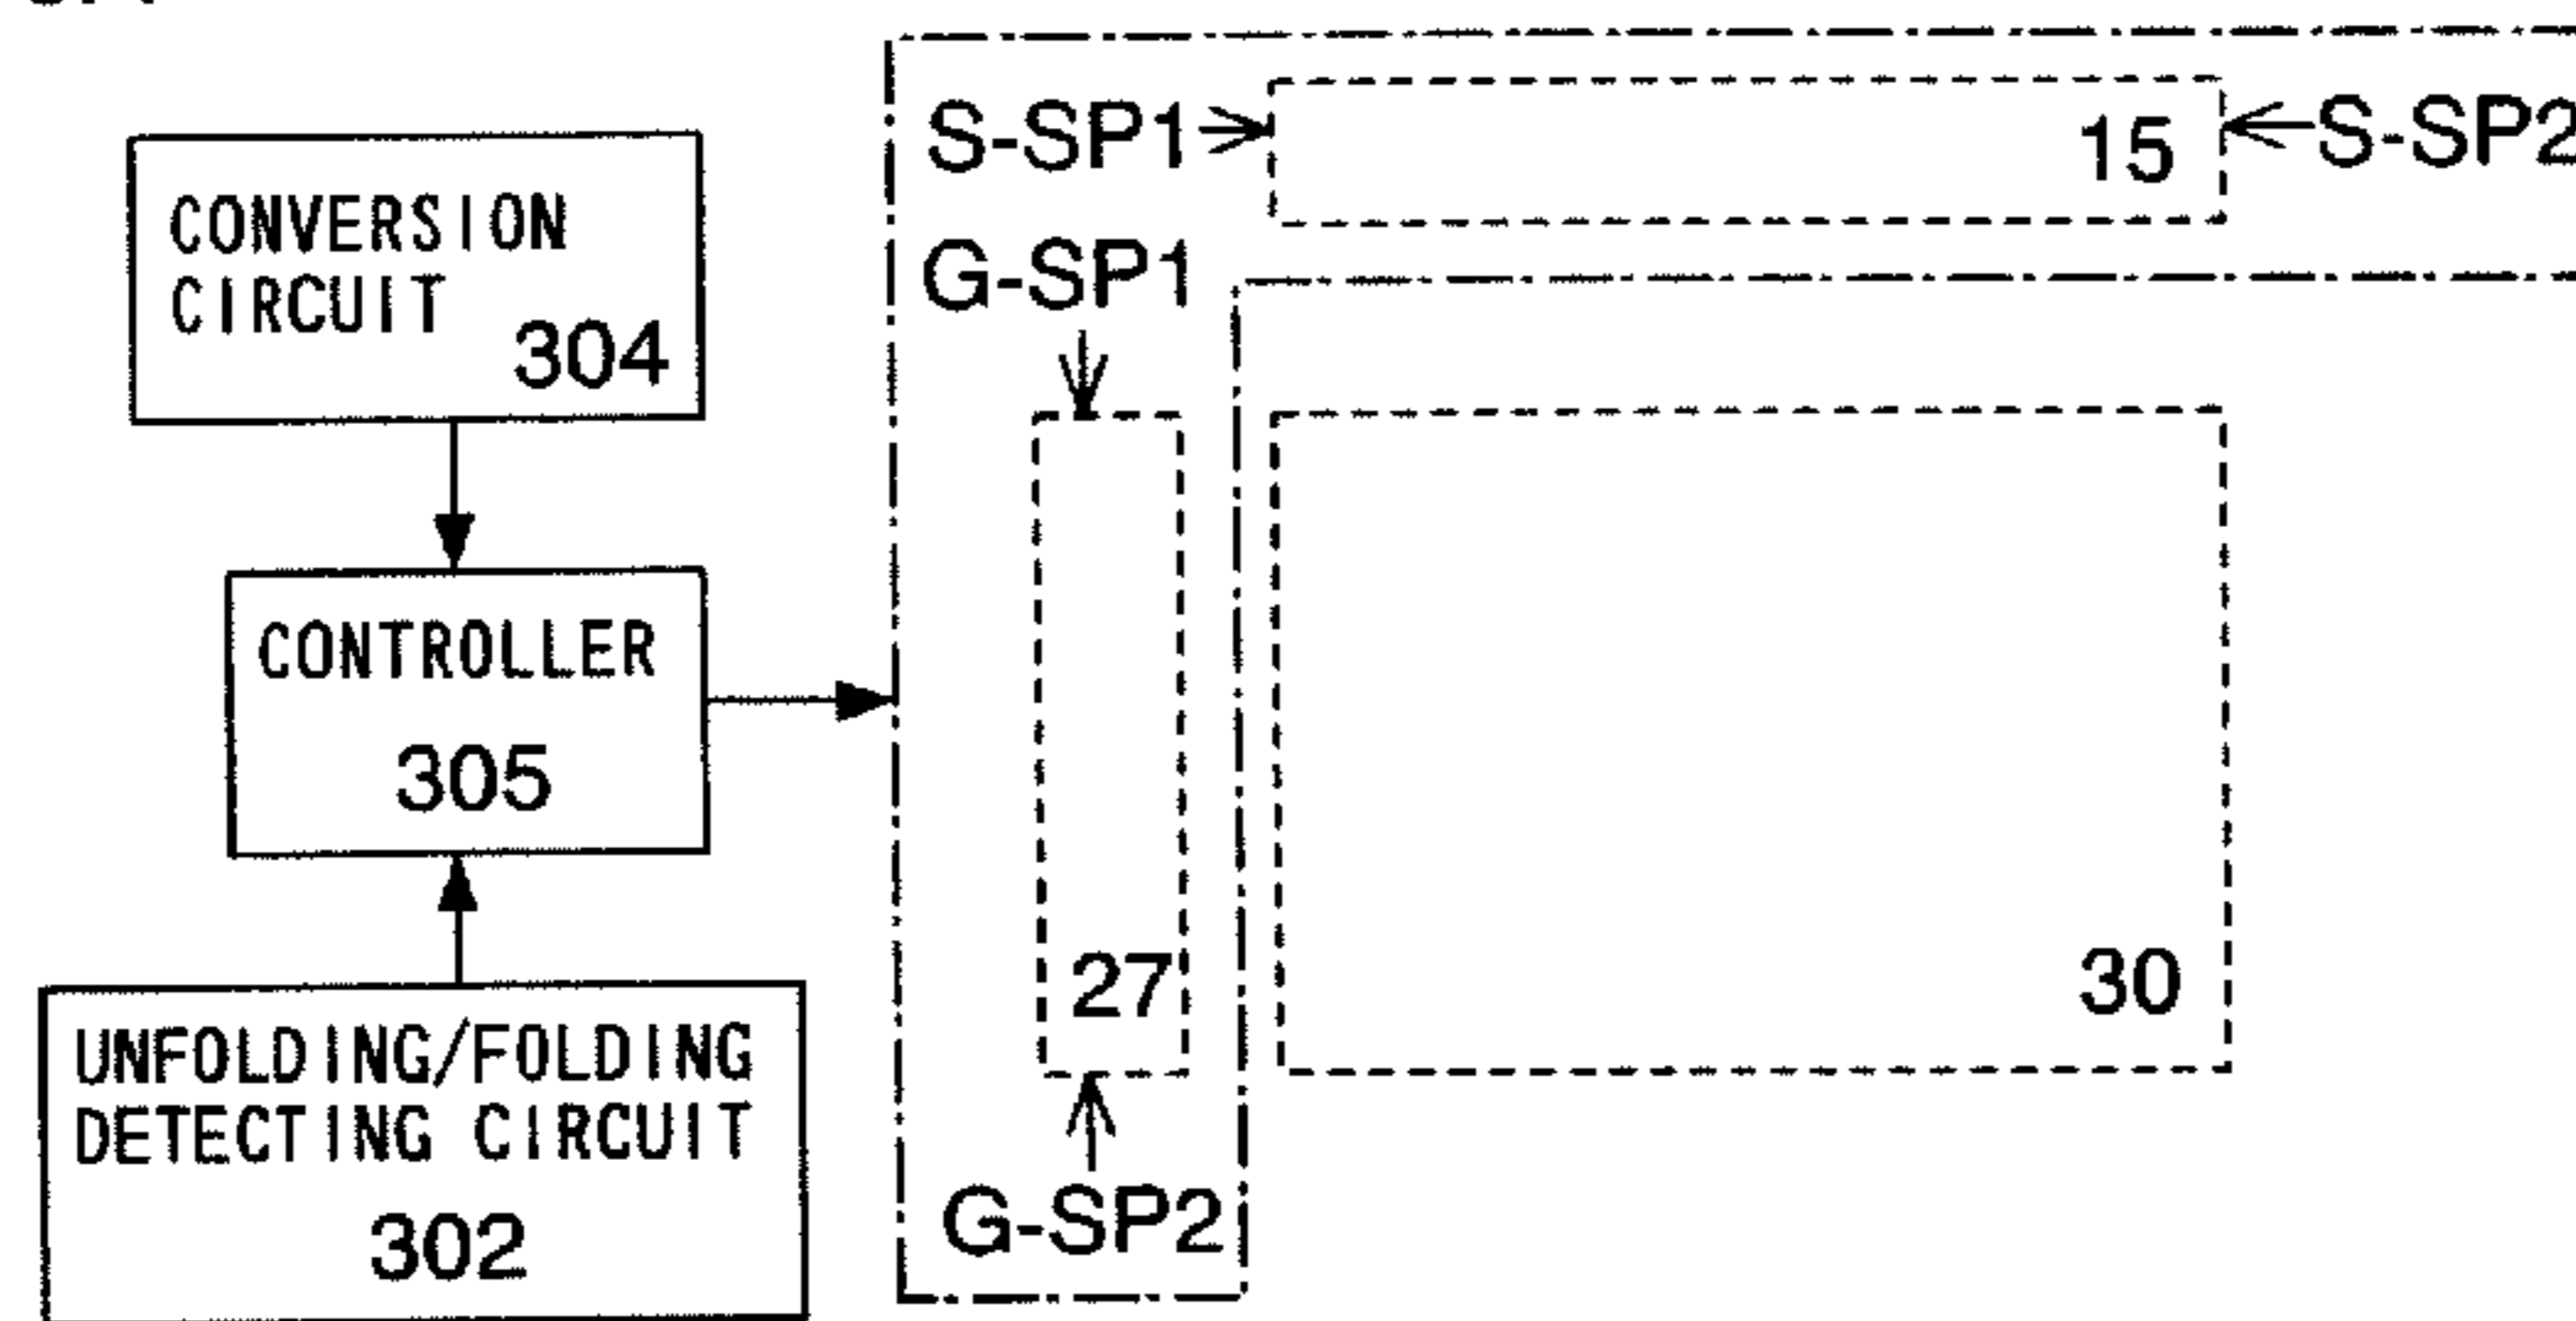 S-SP1
15
S-SP2
CONVERSION
CIRCUIT
304
G-SP1
CONTROLLER
305
27
30
UNFOLDING/FOLDING
DETECTING CIRCUIT
302
G-SP2